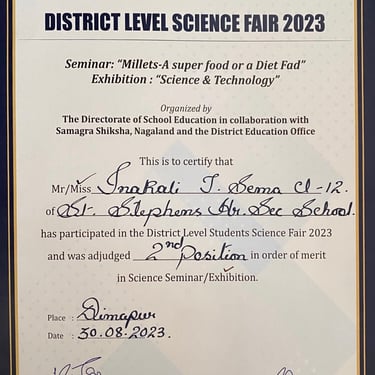 DISTRICT LEVEL SCIENCE FAIR 2023
Seminar: "Millets-A super food or a Diet Fad"
Exhibition : "Science & Technology"
Organized by
The Directorate of School Education in collaboration with
Samagra Shiksha, Nagaland and the District Education Office
This is to certify that
Mr/Miss Inakali T. Sema Cl-12.
of St. Stephens Hr. Sec School.
has participated in the District Level Students Science Fair 2023
and was adjudged 2nd Position in order of merit
in Science Seminar/Exhibition.
Place : Dimapur
Date : 30.08.2023.